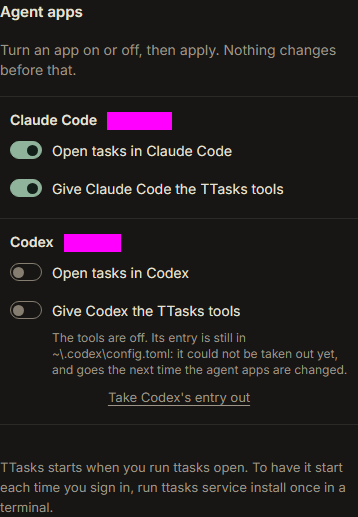 Agent apps
Turn an app on or off, then apply. Nothing changes
before that.
Claude Code
Open tasks in Claude Code
Give Claude Code the TTasks tools
Codex
Open tasks in Codex
Give Codex the TTasks tools
The tools are off. Its entry is still in
~\.codex\config.toml: it could not be taken out yet,
and goes the next time the agent apps are changed.
Take Codex's entry out
TTasks starts when you run ttasks open. To have it start
each time you sign in, run ttasks service install once in a
terminal.